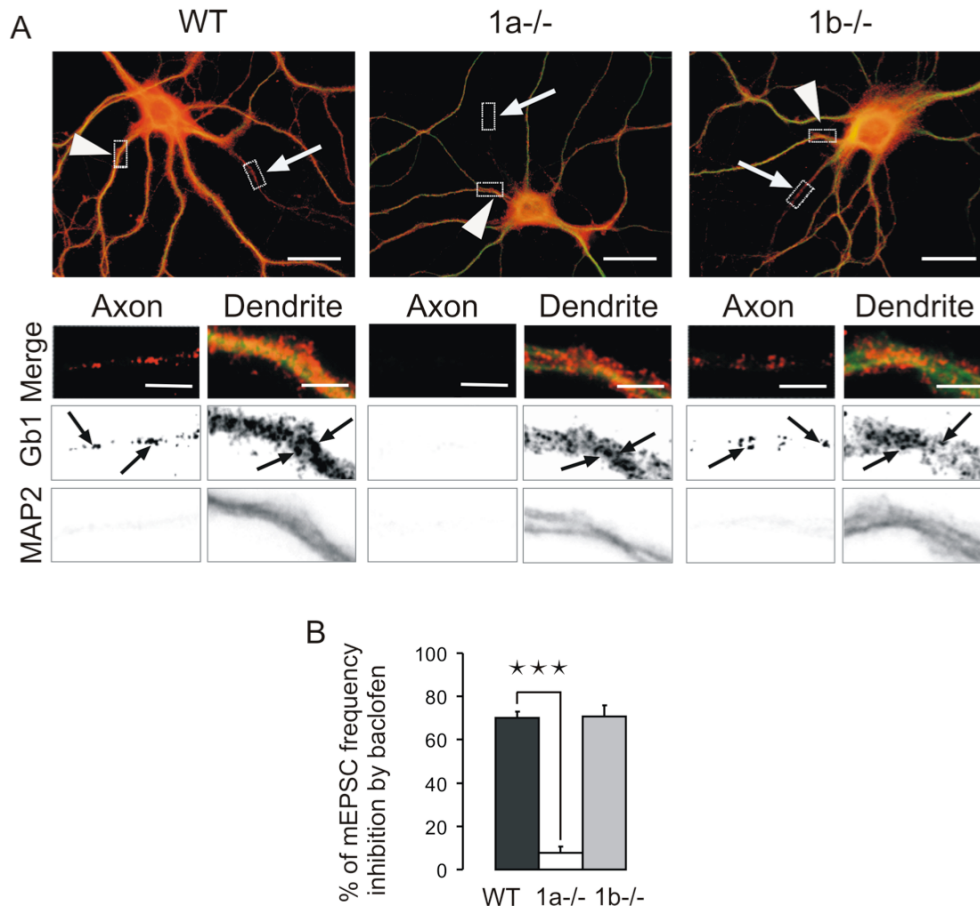 A
WT 1a-/- 1b-/-
Axon Dendrite Axon Dendrite Axon Dendrite
Merge
Gb1
MAP2
B
% of mEPSC frequency
inhibition by baclofen
100
80
60
40
20
0
★★★
WT 1a-/- 1b-/-